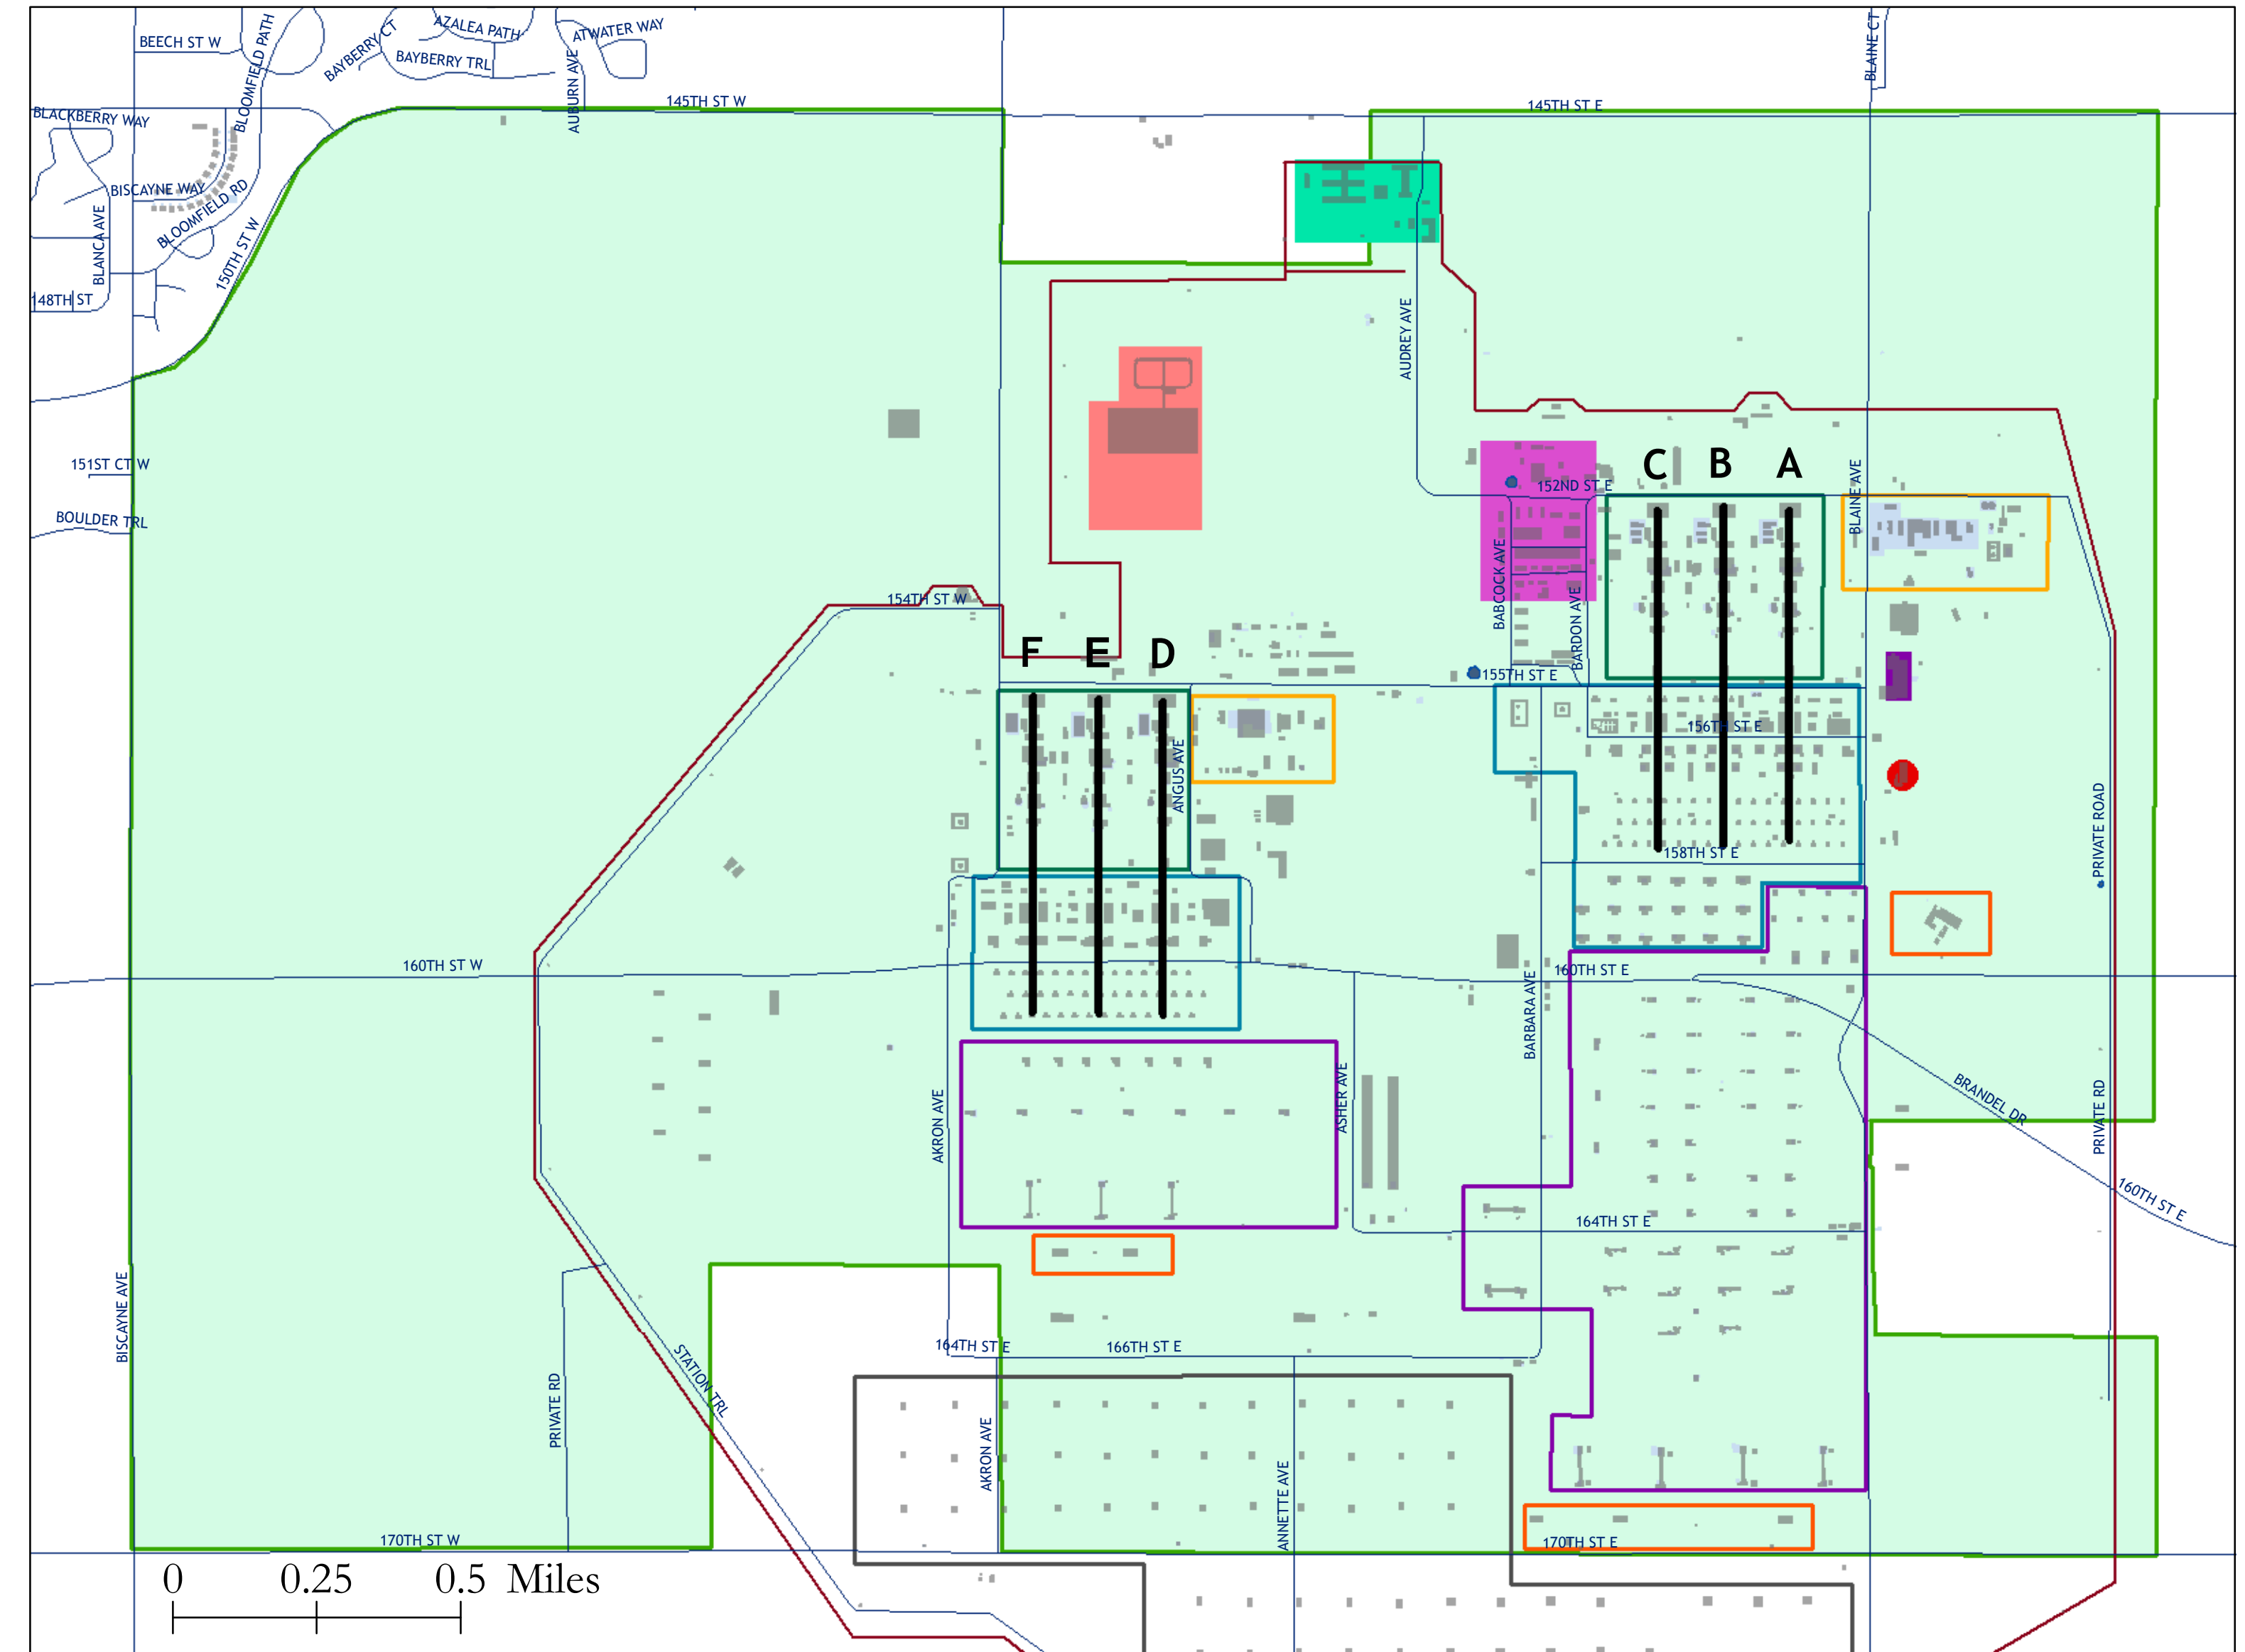 BEECH ST W
BLOOMFIELD PATH
BAYBERRY CT
AZALEA PATH
BAYBERRY TRL
AUBURN AVE
ATWATER WAY
BLAINE CT
145TH ST W
145TH ST E
BLACKBERRY WAY
BISCAYNE WAY
BLOOMFIELD RD
BLANCA AVE
150TH ST W
148TH ST
AUDREY AVE
151ST CT W
BOULDER TRL
152ND ST E
C B A
BLAINE AVE
BABCOCK AVE
BARDON AVE
154TH ST W
F E D
155TH ST E
156TH ST E
ANGUS AVE
PRIVATE ROAD
158TH ST E
160TH ST W
160TH ST E
BARBARA AVE
AKRON AVE
ASHER AVE
BRANDEL DR
PRIVATE RD
160TH ST E
164TH ST E
BISCAYNE AVE
164TH ST E
166TH ST E
STATION TRL
PRIVATE RD
AKRON AVE
ANNETTE AVE
170TH ST W
170TH ST E
0 0.25 0.5 Miles